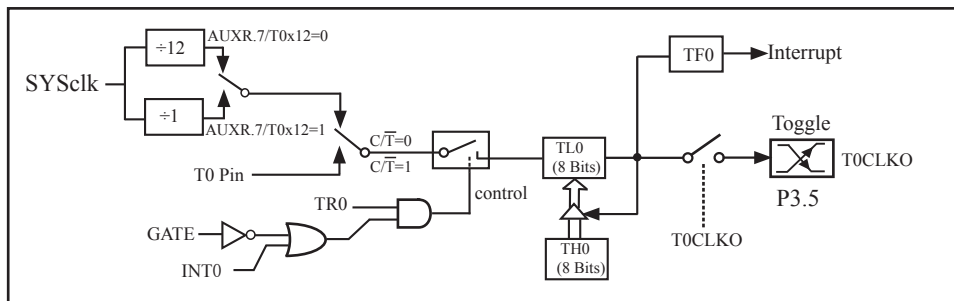 AUXR.7/T0x12=0
÷12
SYSclk
÷1
AUXR.7/T0x12=1
T0 Pin
C/T̅=0
C/T̅=1
TR0
GATE
INT0
control
TL0
(8 Bits)
TH0
(8 Bits)
TF0
Interrupt
Toggle
T0CLKO
P3.5
T0CLKO